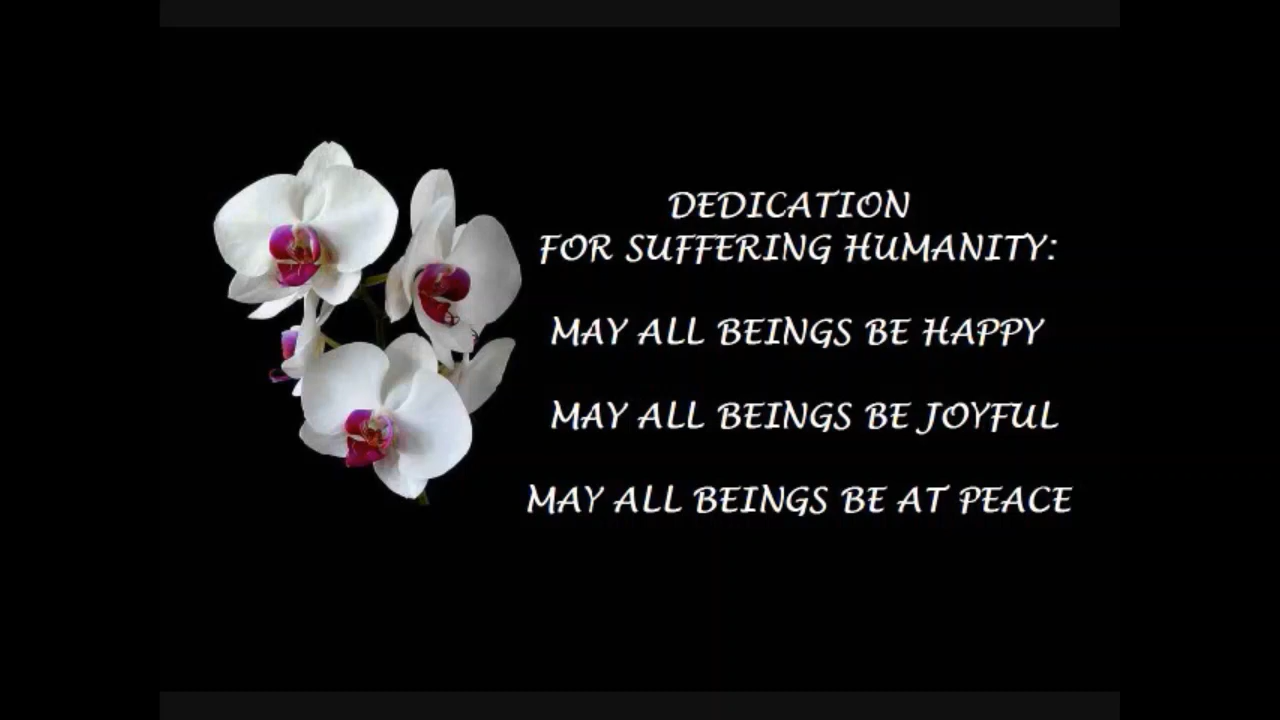 DEDICATION
FOR SUFFERING HUMANITY:
MAY ALL BEINGS BE HAPPY
MAY ALL BEINGS BE JOYFUL
MAY ALL BEINGS BE AT PEACE